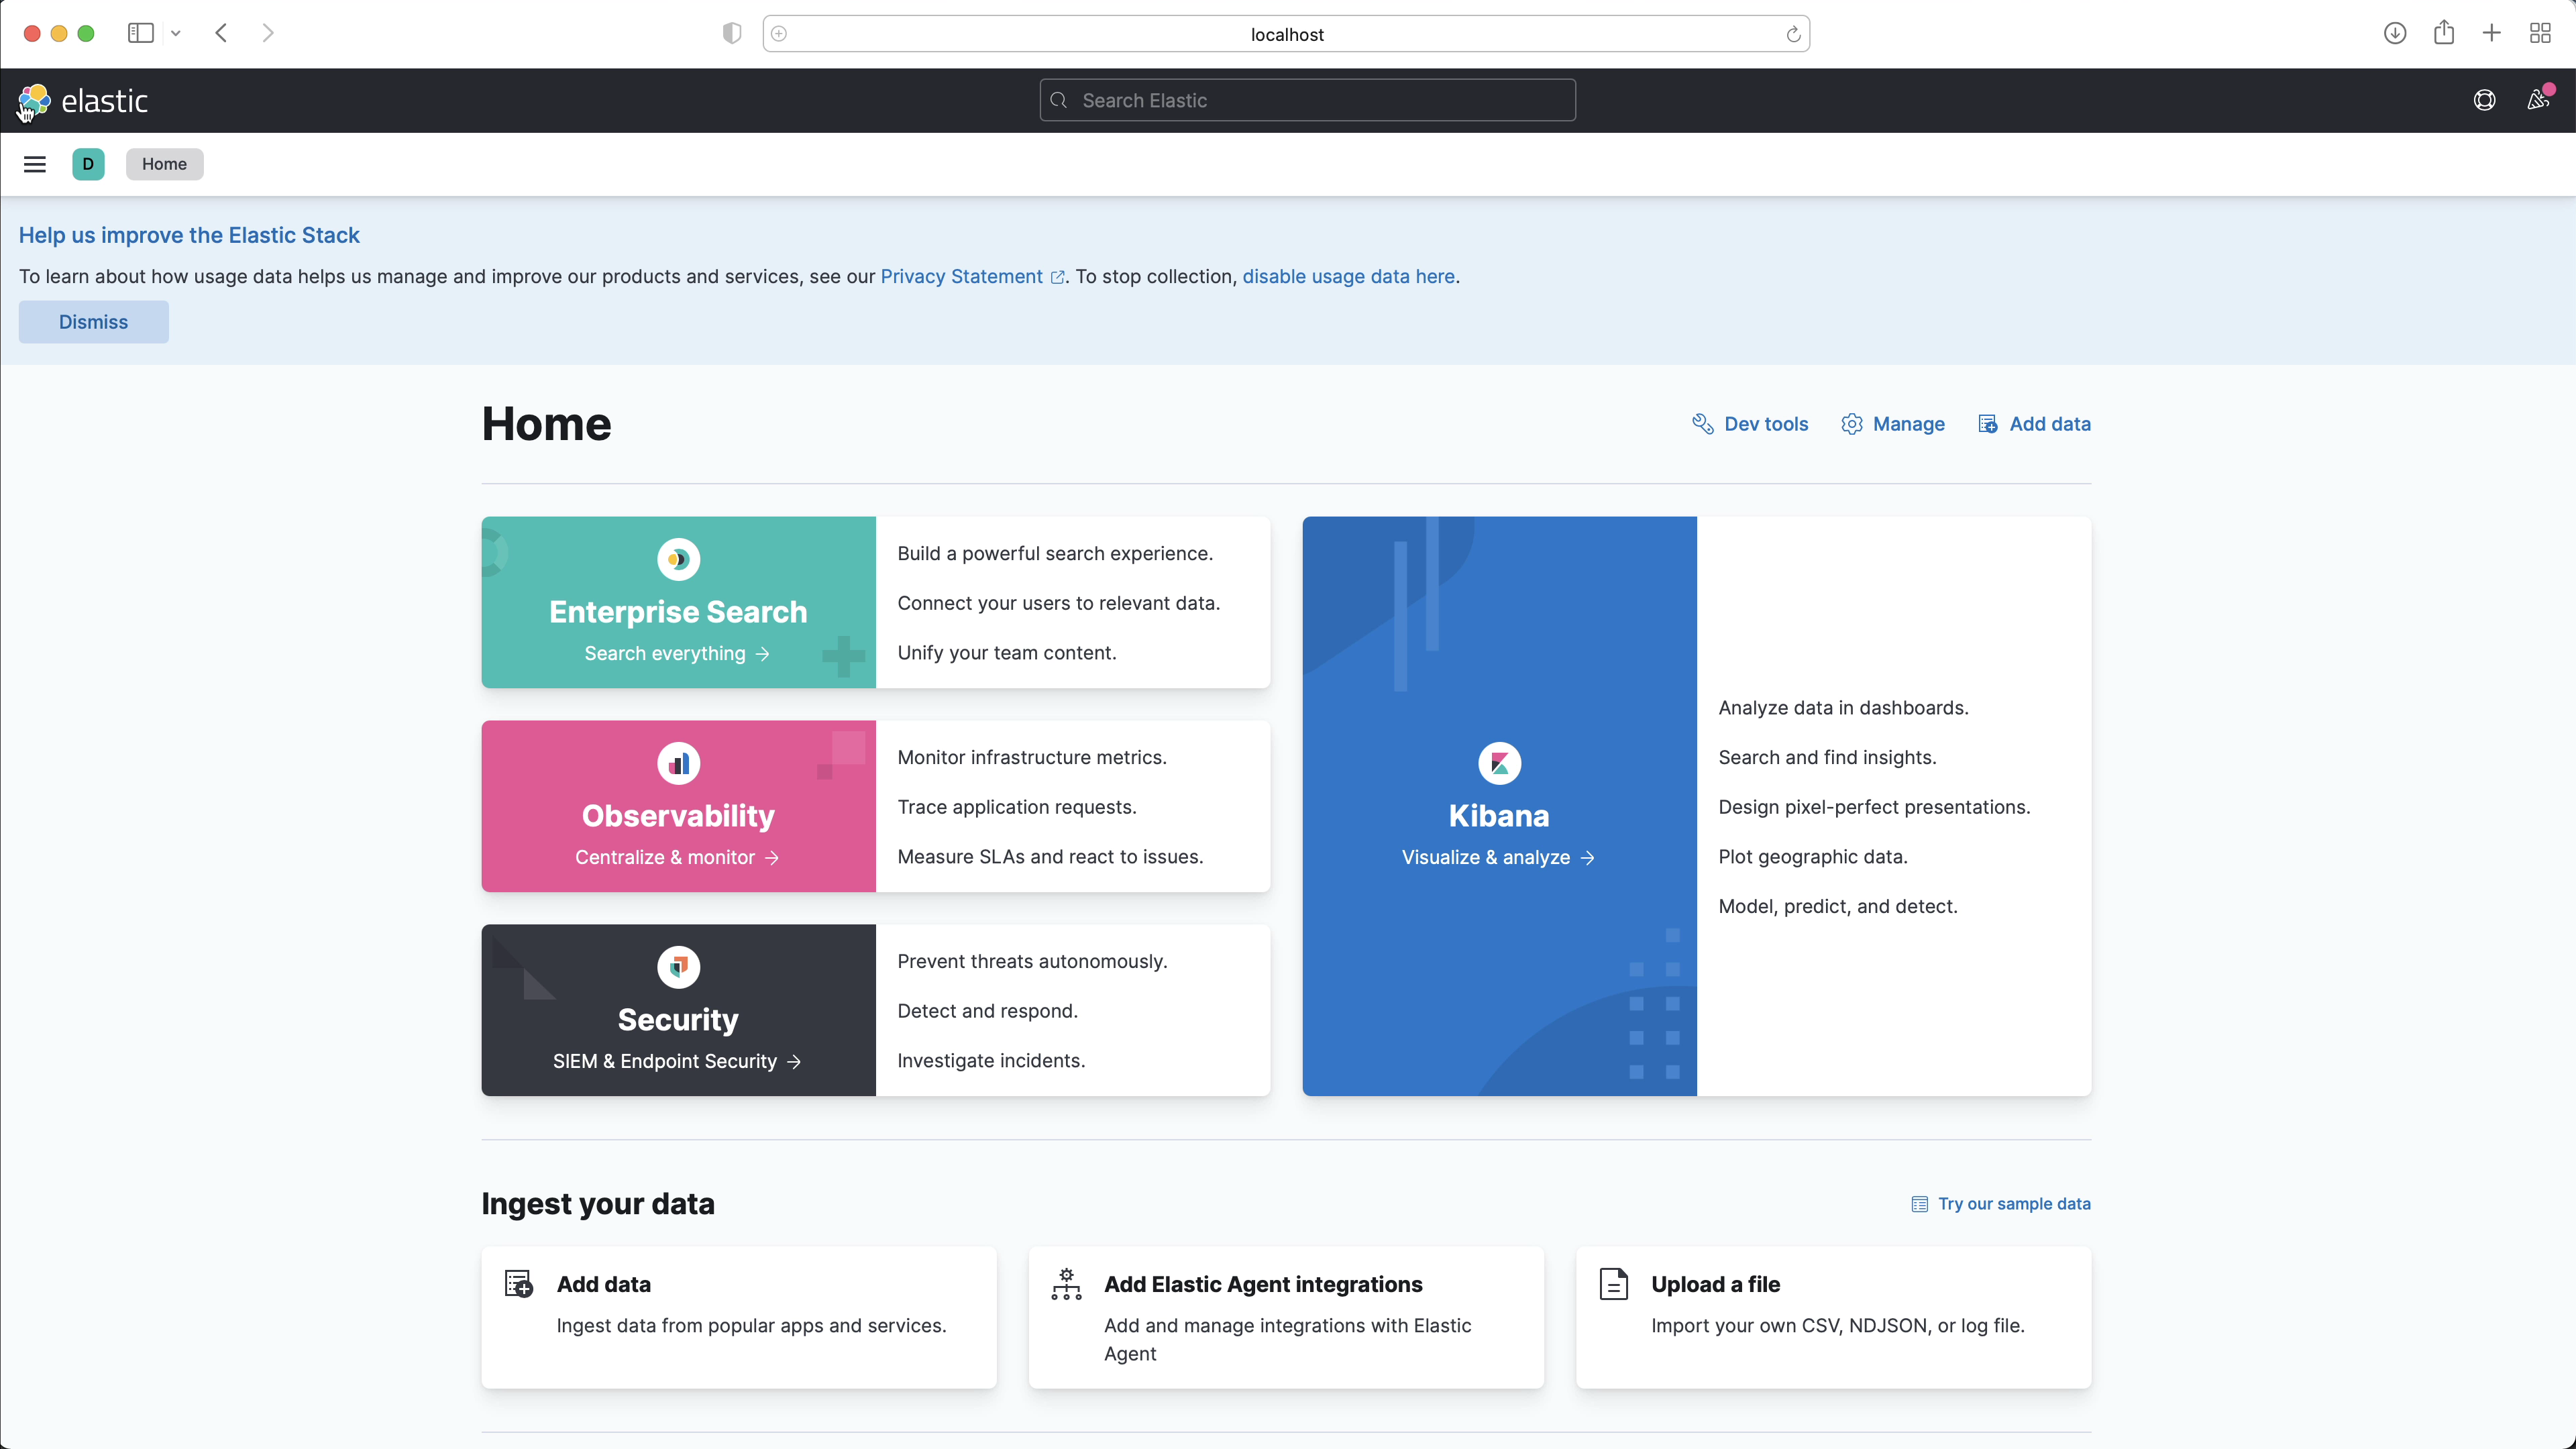 localhost
elastic
Search Elastic
D
Home
Help us improve the Elastic Stack
To learn about how usage data helps us manage and improve our products and services, see our Privacy Statement. To stop collection, disable usage data here.
Dismiss
Home
Dev tools
Manage
Add data
Enterprise Search
Search everything →
Build a powerful search experience.
Connect your users to relevant data.
Unify your team content.
Observability
Centralize & monitor →
Monitor infrastructure metrics.
Trace application requests.
Measure SLAs and react to issues.
Security
SIEM & Endpoint Security →
Prevent threats autonomously.
Detect and respond.
Investigate incidents.
Kibana
Visualize & analyze →
Analyze data in dashboards.
Search and find insights.
Design pixel-perfect presentations.
Plot geographic data.
Model, predict, and detect.
Ingest your data
Try our sample data
Add data
Ingest data from popular apps and services.
Add Elastic Agent integrations
Add and manage integrations with Elastic
Agent
Upload a file
Import your own CSV, NDJSON, or log file.